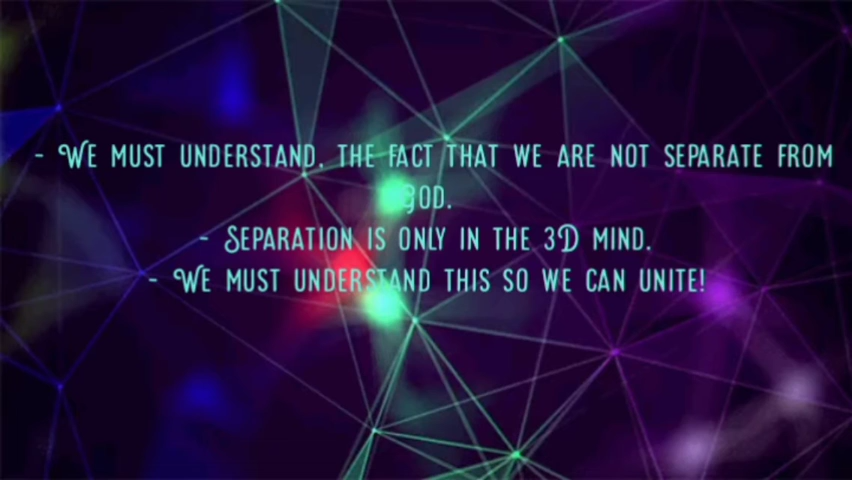 - We must understand, the fact that we are not separate from
God.
- Separation is only in the 3D mind.
- We must understand this so we can unite!